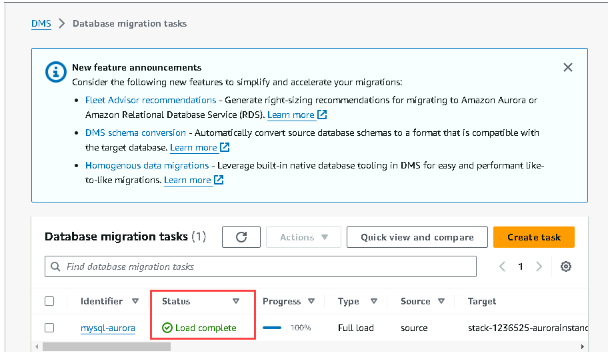 DMS > Database migration tasks
New feature announcements
Consider the following new features to simplify and accelerate your migrations:
• Fleet Advisor recommendations - Generate right-sizing recommendations for migrating to Amazon Aurora or
Amazon Relational Database Service (RDS). Learn more
• DMS schema conversion - Automatically convert source database schemas to a format that is compatible with
the target database. Learn more
• Homogenous data migrations - Leverage built-in native database tooling in DMS for easy and performant like-
to-like migrations. Learn more
Database migration tasks (1) Actions Quick view and compare Create task
Find database migration tasks 1
Identifier Status Progress Type Source Target
mysql-aurora Load complete 100% Full load source stack-1236525-aurorainstanc